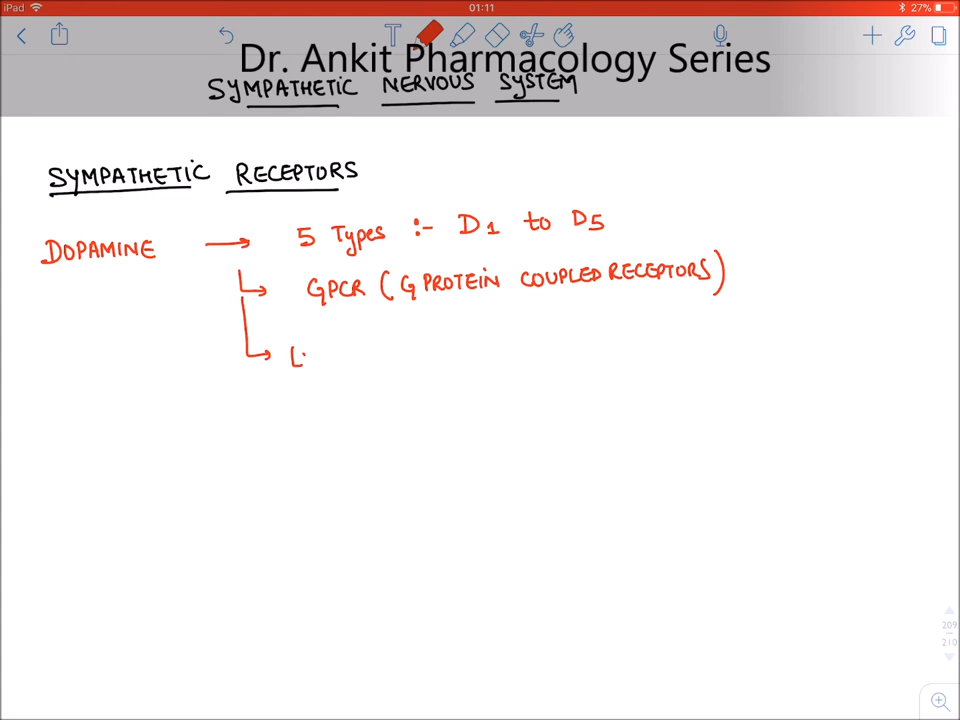 iPad 01:11 27%
T
Dr. Ankit Pharmacology Series
SYMPATHETIC NERVOUS SYSTEM
SYMPATHETIC RECEPTORS
DOPAMINE → 5 Types :- D1 to D5
GPCR (G PROTEIN COUPLED RECEPTORS)
209
210